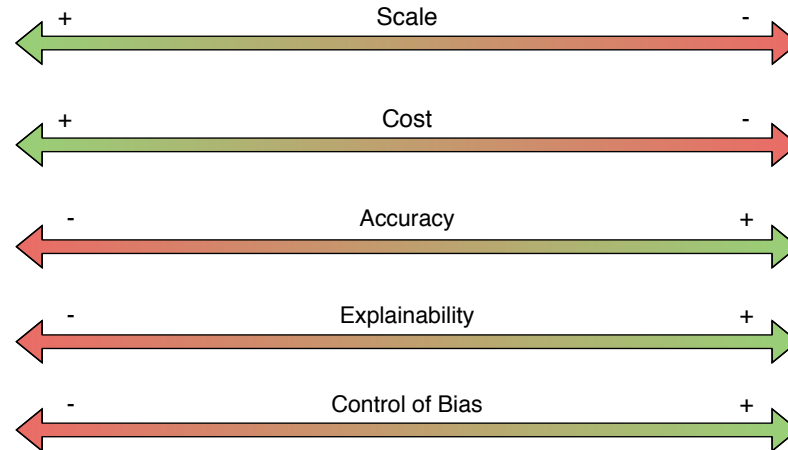 + Scale -
+ Cost -
- Accuracy +
- Explainability +
- Control of Bias +